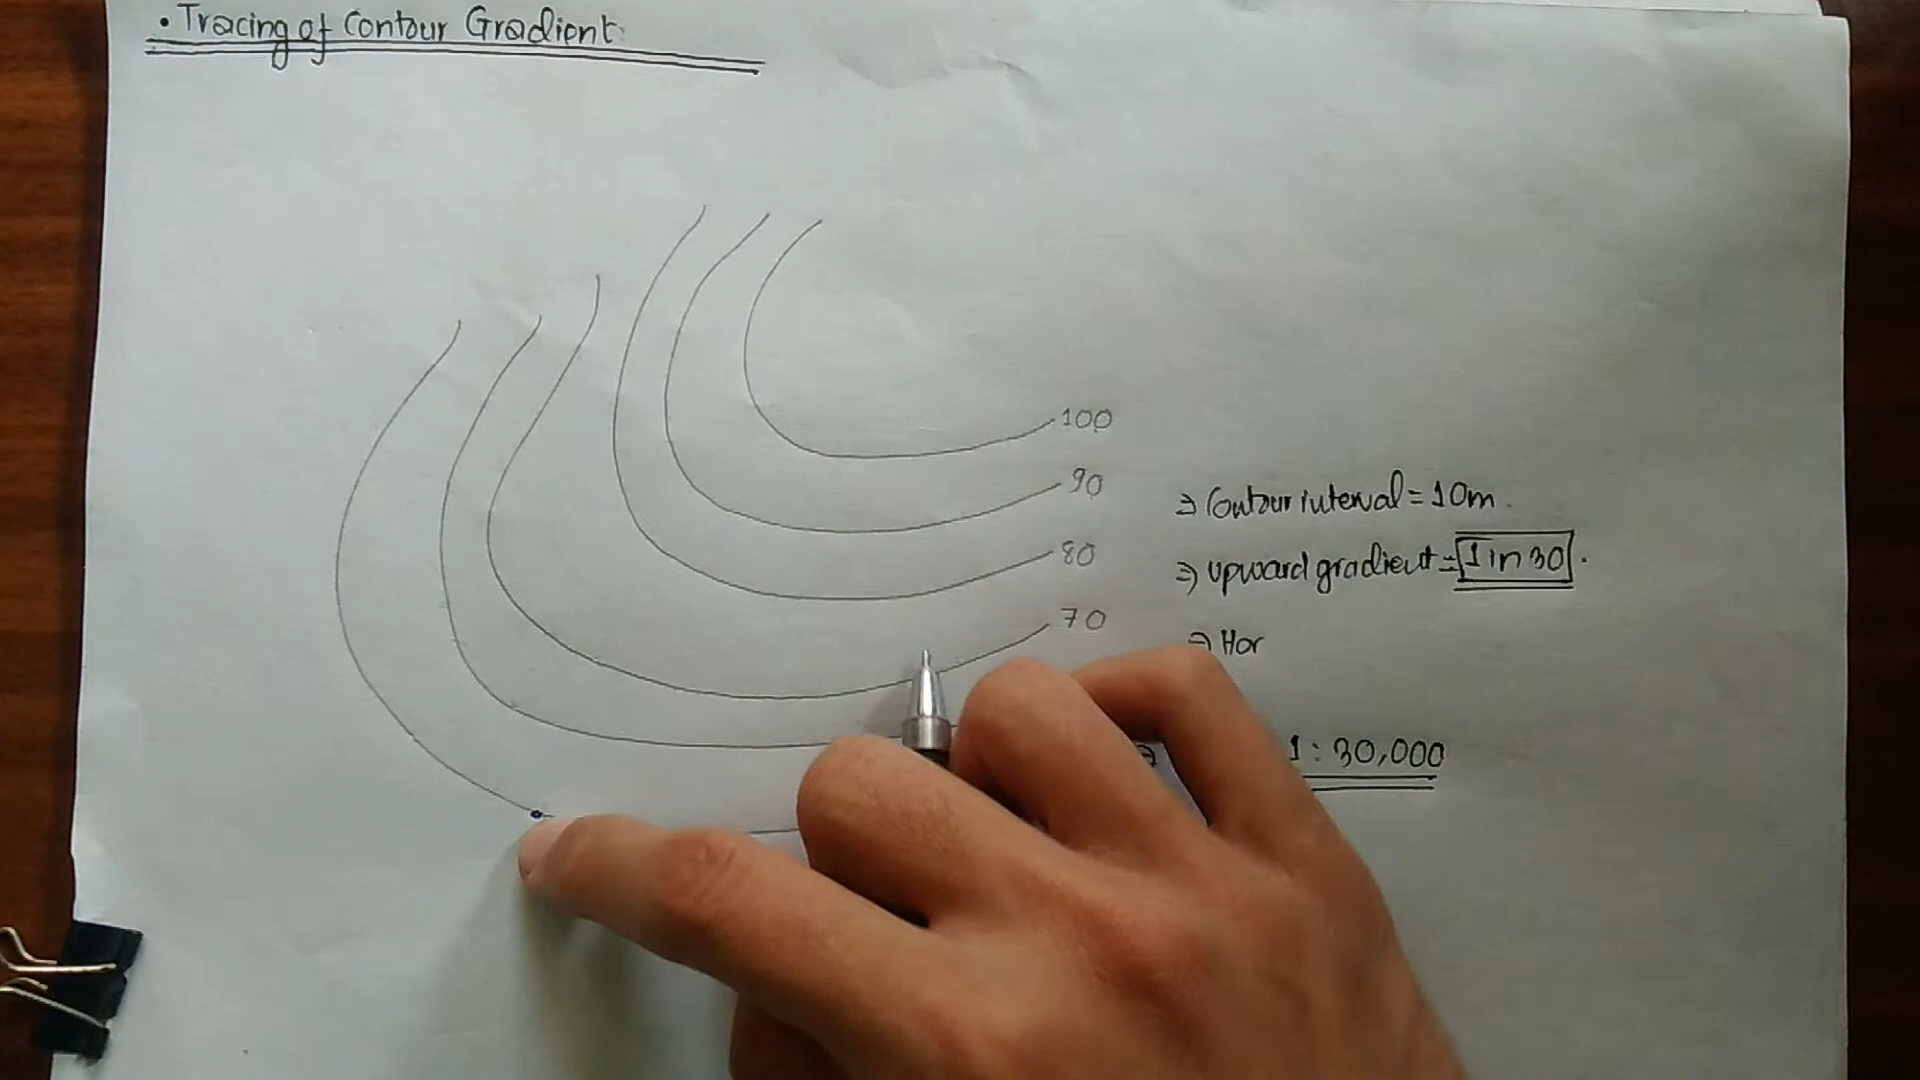 • Tracing of Contour Gradient:
100
90
⇒ Contour interval = 10m.
80
⇒ upward gradient = 1 in 30.
70
⇒ Hor
⇒ 1 : 30,000